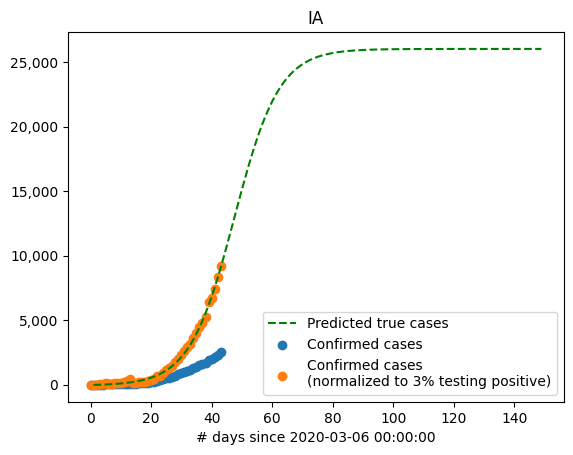 IA
25,000
20,000
15,000
10,000
5,000
0
Predicted true cases
Confirmed cases
Confirmed cases
(normalized to 3% testing positive)
0 20 40 60 80 100 120 140
# days since 2020-03-06 00:00:00